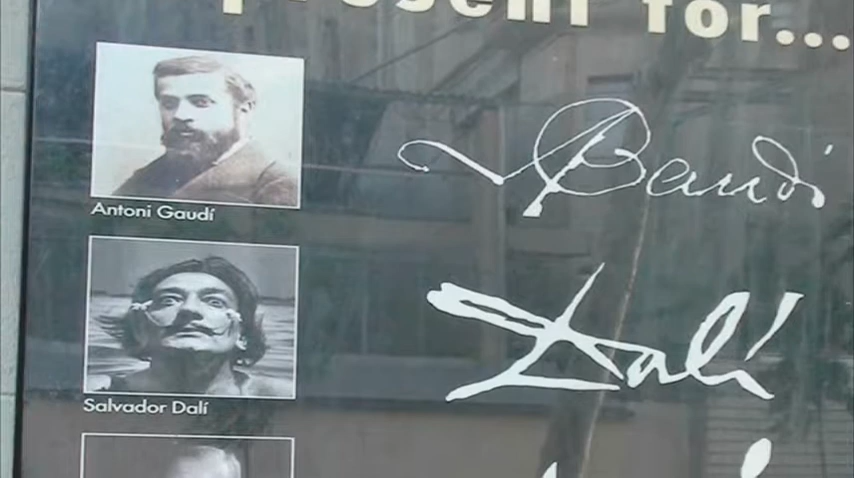 present for...
Antoni Gaudí
Gaudí
Salvador Dalí
Dalí